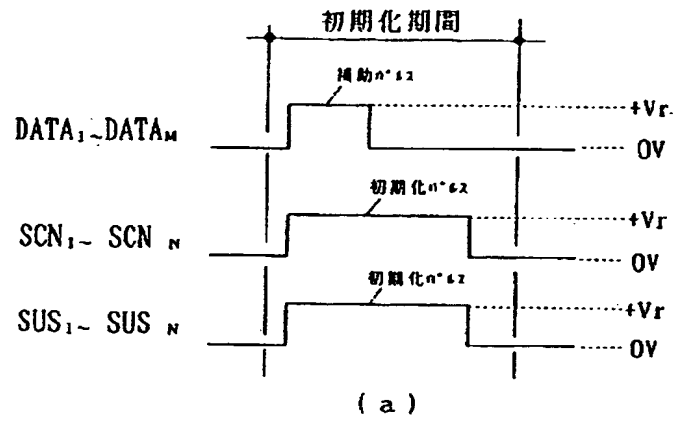 初期化期間
補助パルス
+Vr
DATA₁~DATAM
0V
初期化パルス
+Vr
SCN₁~ SCN N
0V
初期化パルス
+Vr
SUS₁~ SUS N
0V
(a)